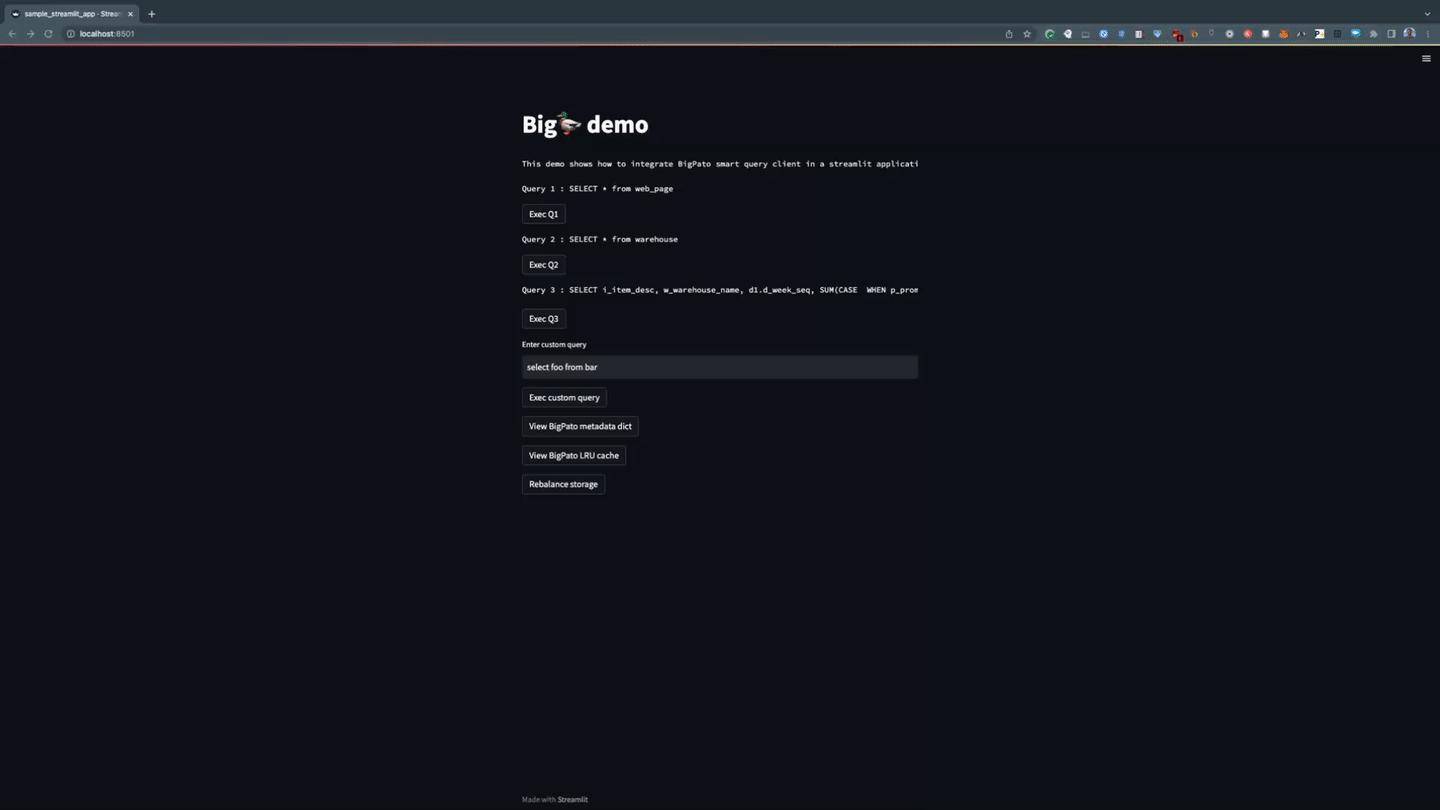 sample_streamlit_app · Stream
localhost:8501
Big demo
This demo shows how to integrate BigPato smart query client in a streamlit applicati
Query 1 : SELECT * from web_page
Exec Q1
Query 2 : SELECT * from warehouse
Exec Q2
Query 3 : SELECT i_item_desc, w_warehouse_name, d1.d_week_seq, SUM(CASE WHEN p_prom
Exec Q3
Enter custom query
select foo from bar
Exec custom query
View BigPato metadata dict
View BigPato LRU cache
Rebalance storage
Made with Streamlit